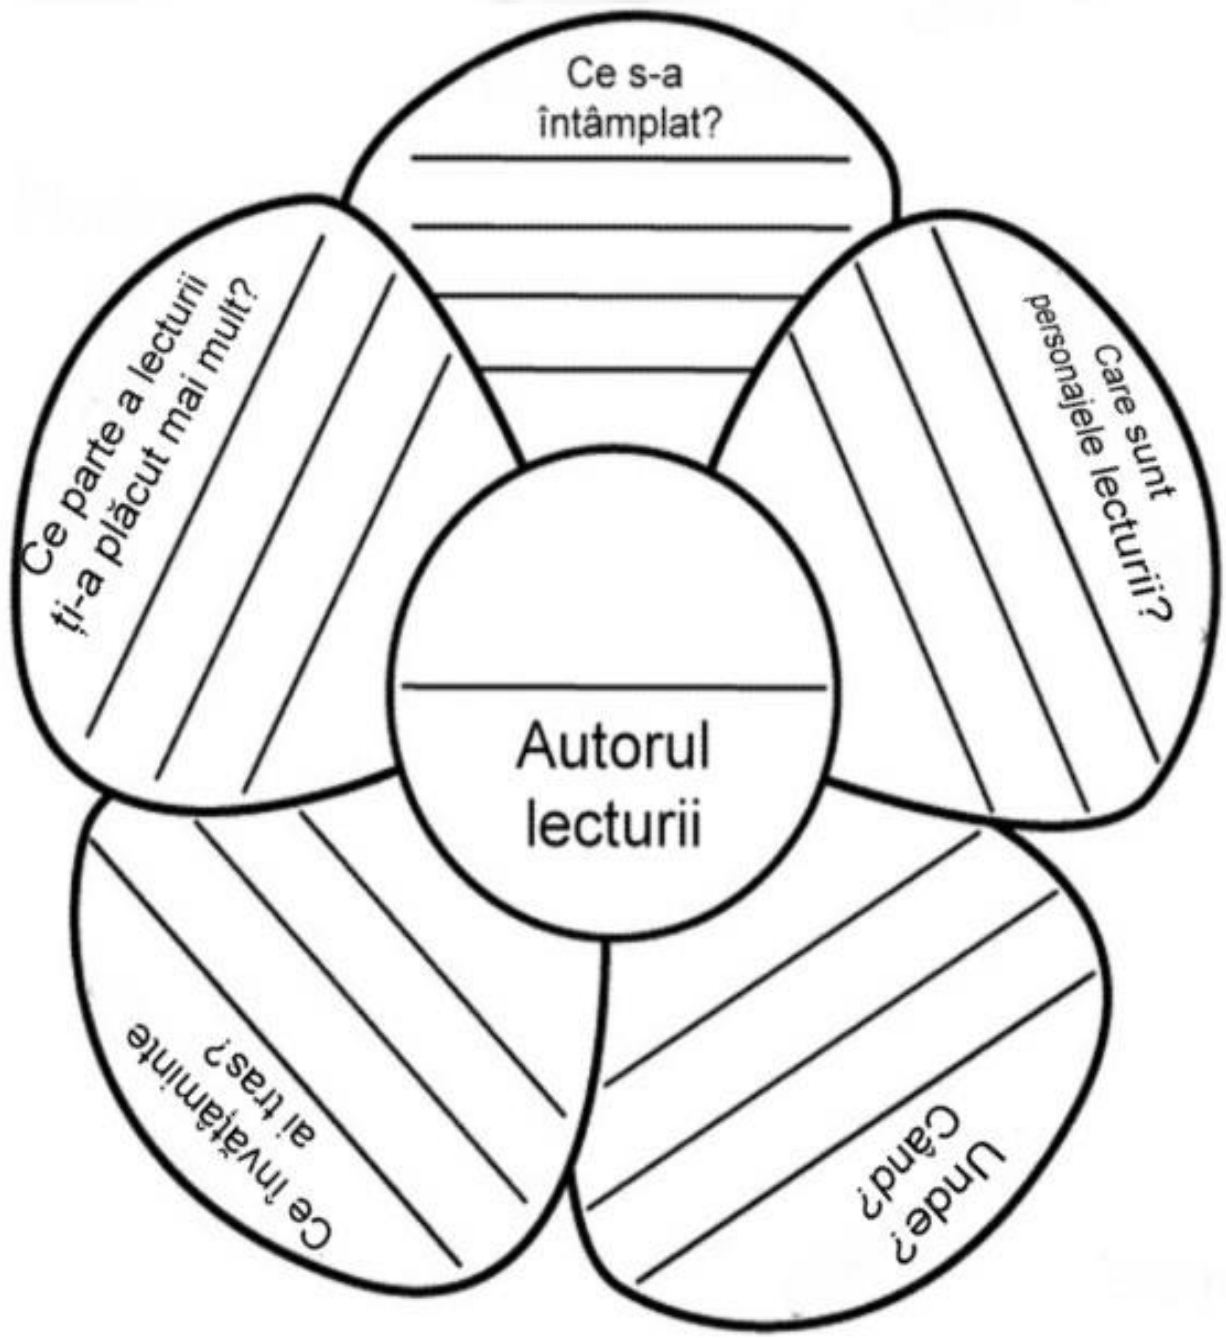 Ce s-a
întâmplat?
Care sunt
personajele lecturii?
Unde?
Când?
Ce învățăminte
ai tras?
Ce parte a lecturii
ți-a plăcut mai mult?
Autorul
lecturii